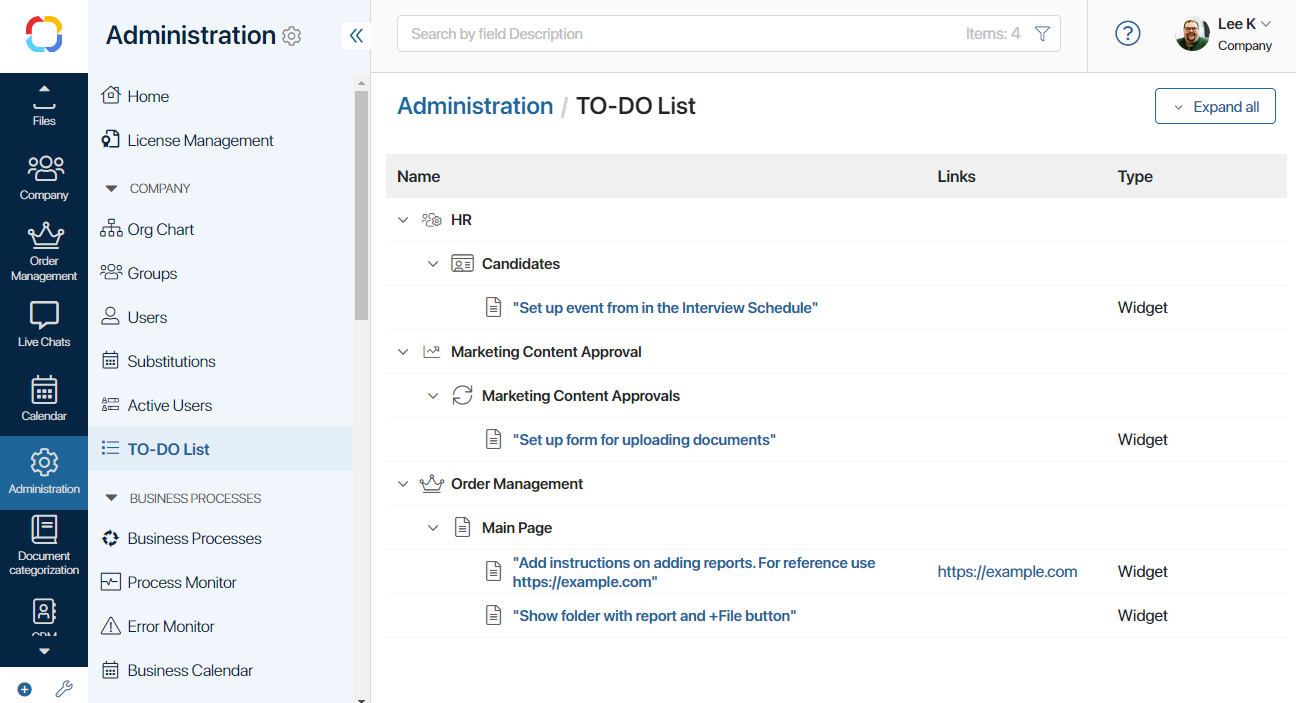 Administration
Search by field Description
Items: 4
?
Lee K
Company
Files
Company
Order
Management
Live Chats
Calendar
Administration
Document
categorization
CRM
Home
License Management
COMPANY
Org Chart
Groups
Users
Substitutions
Active Users
TO-DO List
BUSINESS PROCESSES
Business Processes
Process Monitor
Error Monitor
Business Calendar
Administration / TO-DO List
Expand all
Name Links Type
HR
Candidates
"Set up event from in the Interview Schedule" Widget
Marketing Content Approval
Marketing Content Approvals
"Set up form for uploading documents" Widget
Order Management
Main Page
"Add instructions on adding reports. For reference use
https://example.com" https://example.com Widget
"Show folder with report and +File button" Widget